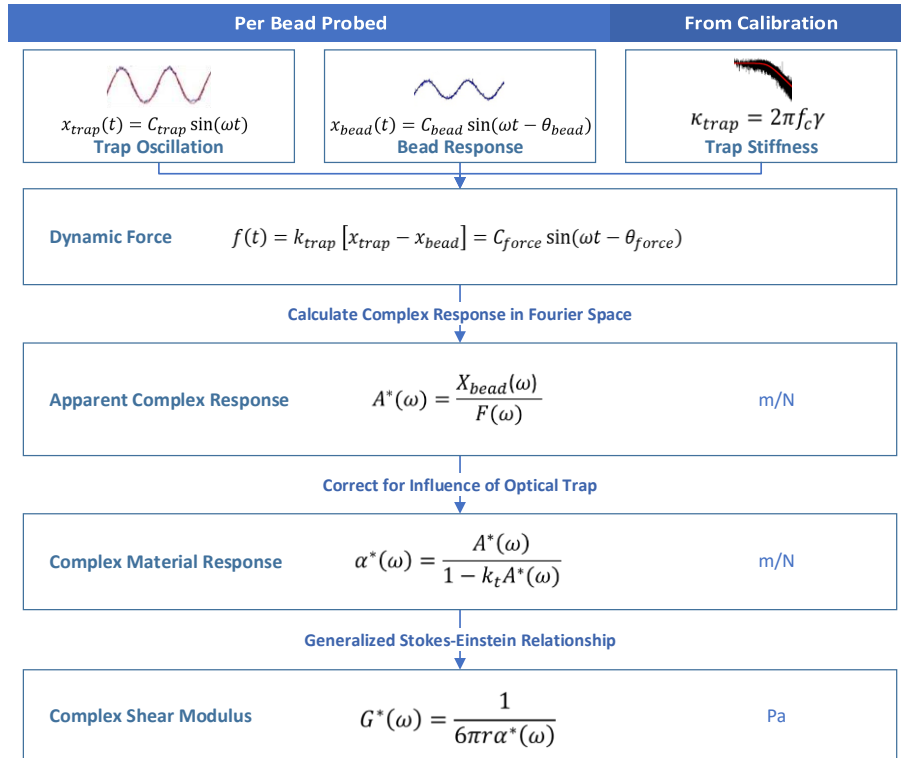 Per Bead Probed
From Calibration
x_trap(t) = C_trap sin(ωt)
Trap Oscillation
x_bead(t) = C_bead sin(ωt − θ_bead)
Bead Response
κ_trap = 2πf_cγ
Trap Stiffness
Dynamic Force
f(t) = k_trap [x_trap − x_bead] = C_force sin(ωt − θ_force)
Calculate Complex Response in Fourier Space
Apparent Complex Response
A*(ω) = X_bead(ω) / F(ω)
m/N
Correct for Influence of Optical Trap
Complex Material Response
α*(ω) = A*(ω) / 1 − k_tA*(ω)
m/N
Generalized Stokes-Einstein Relationship
Complex Shear Modulus
G*(ω) = 1 / 6πrα*(ω)
Pa